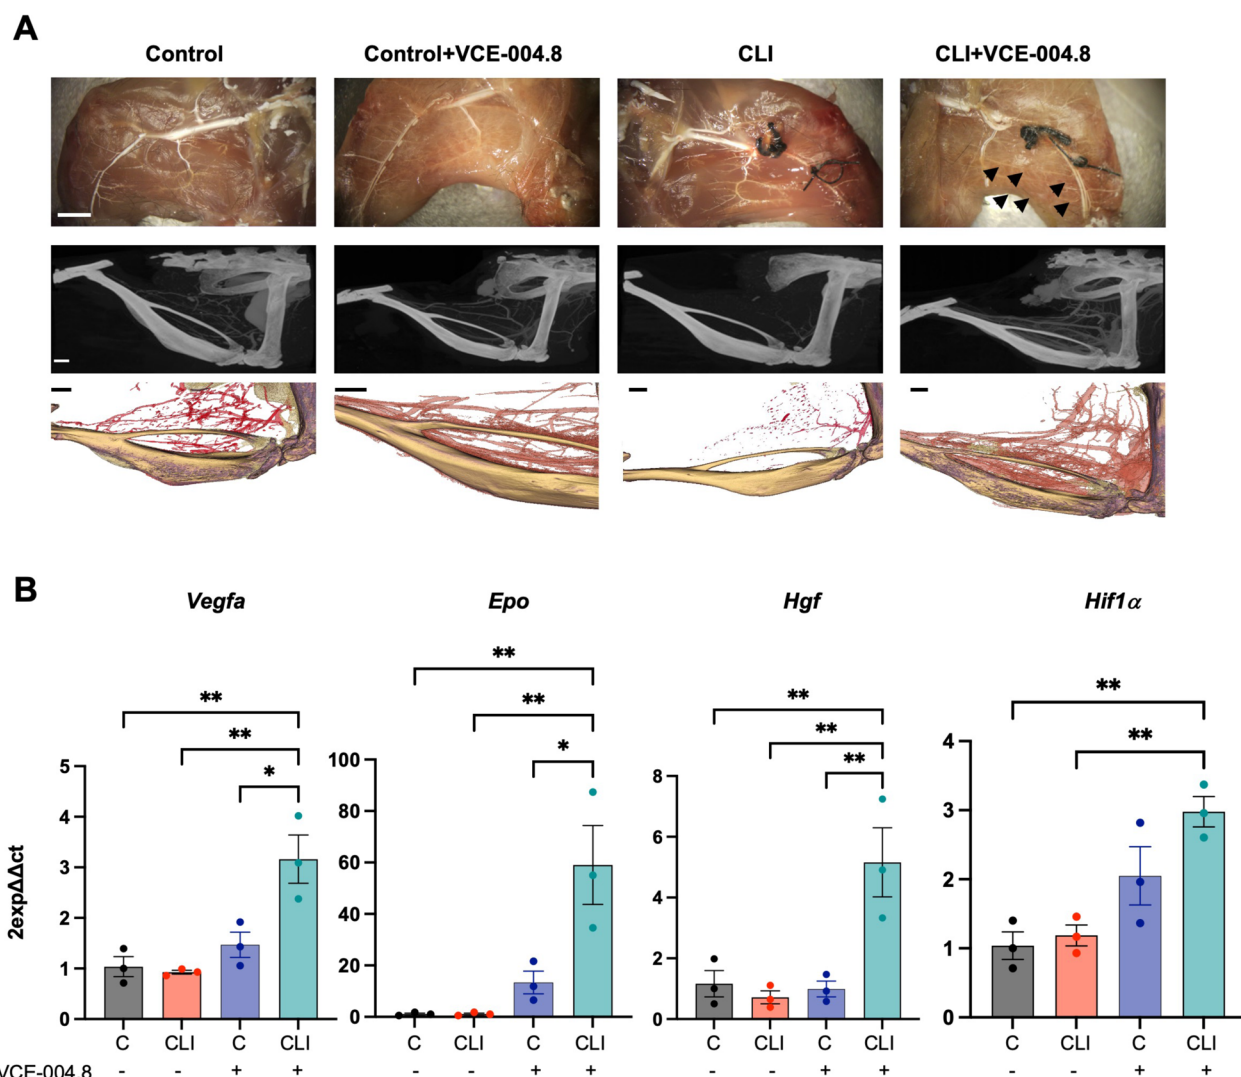 A
Control Control+VCE-004.8 CLI CLI+VCE-004.8
B
Vegfa Epo Hgf Hif1α
** ** ** **
** ** ** **
* * **
2expΔΔct
5 4 3 2 1 0
100 80 60 40 20 0
8 6 4 2 0
4 3 2 1 0
C CLI C CLI C CLI C CLI C CLI C CLI C CLI C CLI
VCE-004.8 - - + + - - + + - - + + - - + +